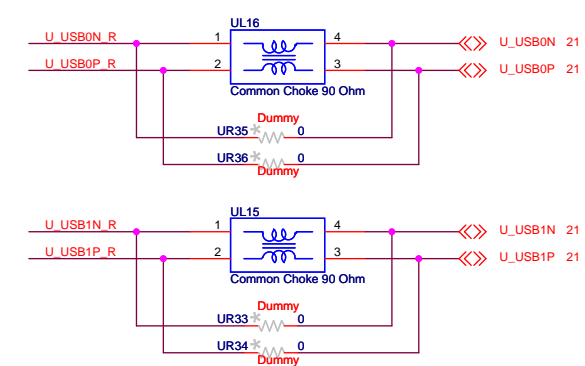 UL16
U_USB0N_R 1 4 U_USB0N 21
U_USB0P_R 2 3 U_USB0P 21
Common Choke 90 Ohm
Dummy
UR35 * 0
UR36 * 0
Dummy
UL15
U_USB1N_R 1 4 U_USB1N 21
U_USB1P_R 2 3 U_USB1P 21
Common Choke 90 Ohm
Dummy
UR33 * 0
UR34 * 0
Dummy